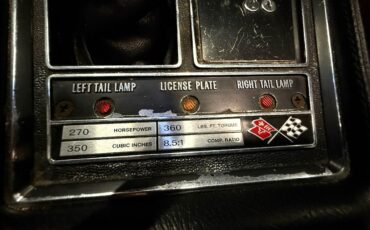 LEFT TAIL LAMP LICENSE PLATE RIGHT TAIL LAMP
270 HORSEPOWER 360 LBS. FT. TORQUE
350 CUBIC INCHES 8.5:1 COMP. RATIO